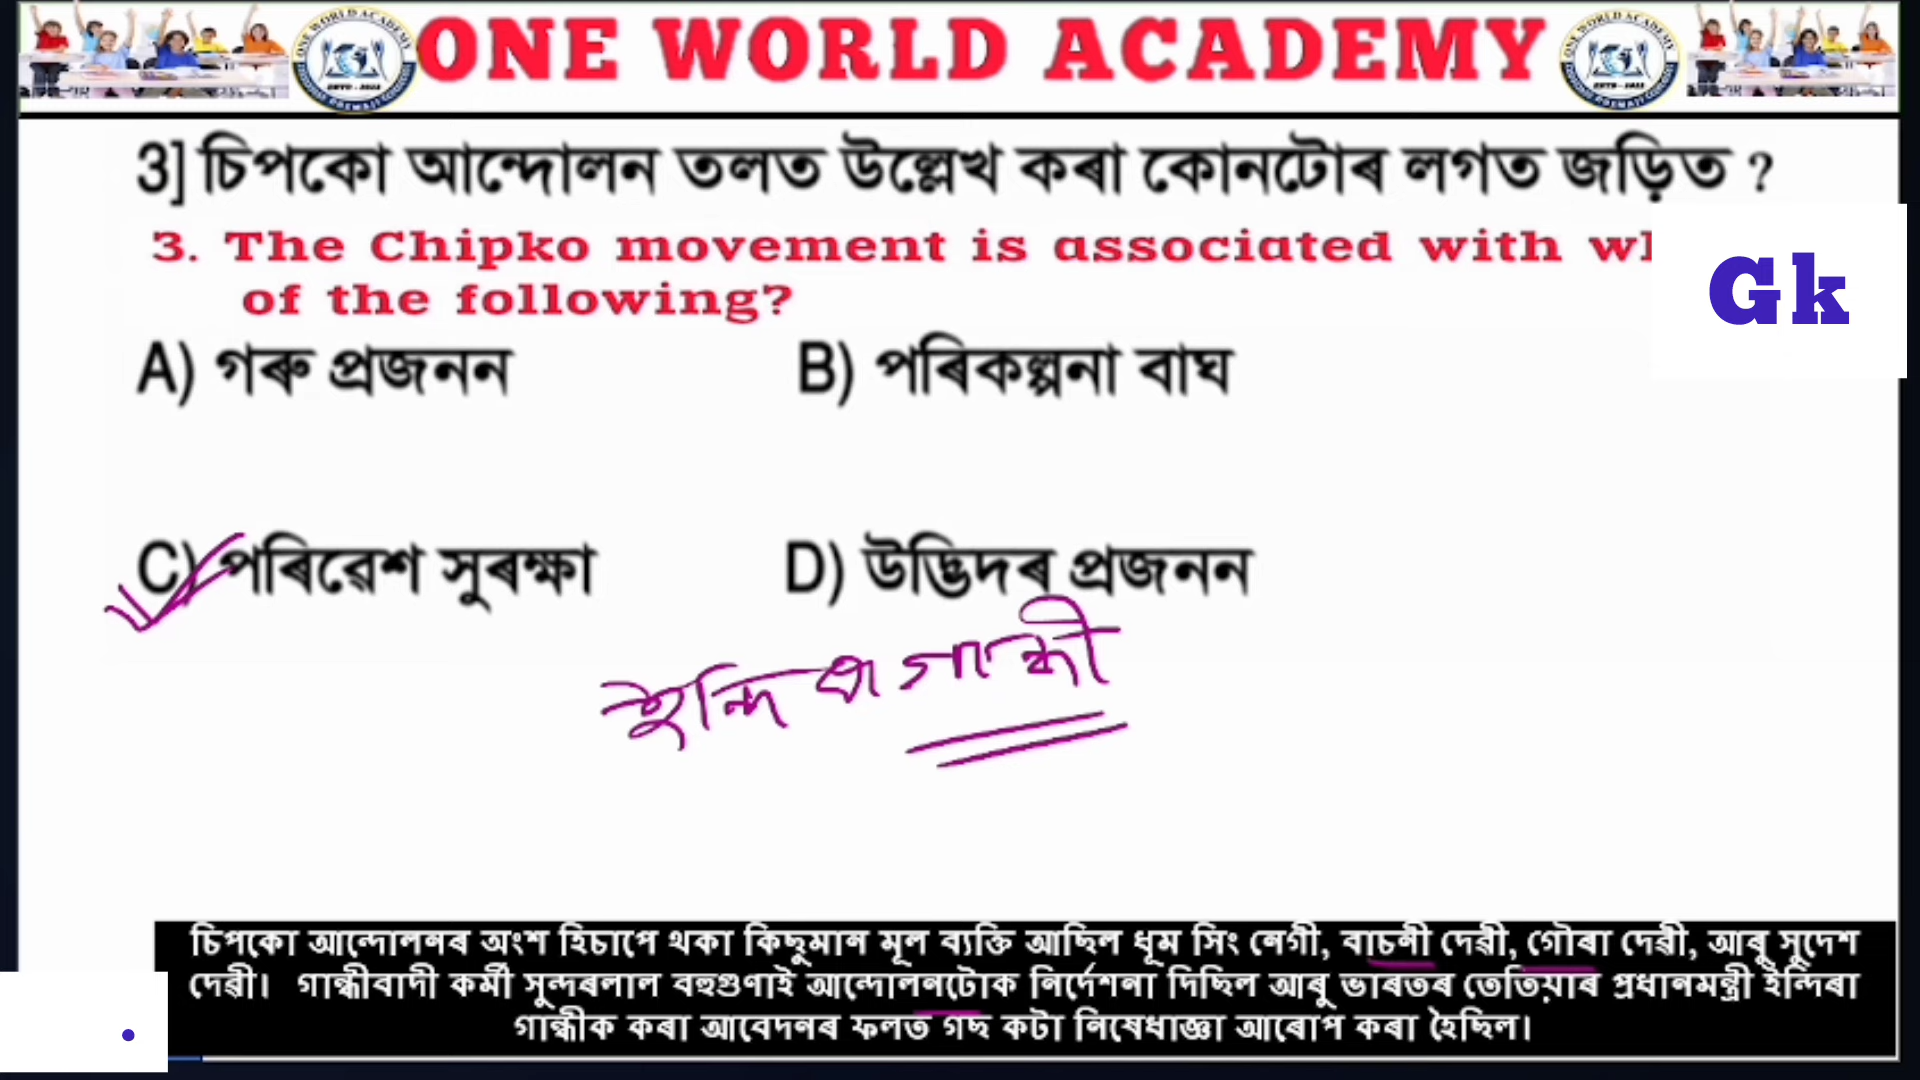 ONE WORLD ACADEMY
3] চিপকো আন্দোলন তলত উল্লেখ কৰা কোনটোৰ লগত জড়িত ?
3. The Chipko movement is associated with
of the following?
Gk
A) গৰু প্ৰজনন B) পৰিকল্পনা বাঘ
C) পৰিৱেশ সুৰক্ষা D) উদ্ভিদৰ প্ৰজনন
গান্ধী
চিপকো আন্দোলনৰ অংশ হিচাপে থকা কিছুমান মূল ব্যক্তি আছিল ধূম সিং নেগী, বাচনী দেৱী, গৌৰা দেৱী, আৰু সুদেশ
দেৱী। গান্ধীবাদী কৰ্মী সুন্দৰলাল বহুগুণাই আন্দোলনটোক নিৰ্দেশনা দিছিল আৰু ভাৰতৰ তেতিয়াৰ প্ৰধানমন্ত্ৰী ইন্দিৰা
গান্ধীক কৰা আবেদনৰ ফলত গছ কটা নিষেধাজ্ঞা আৰোপ কৰা হৈছিল।